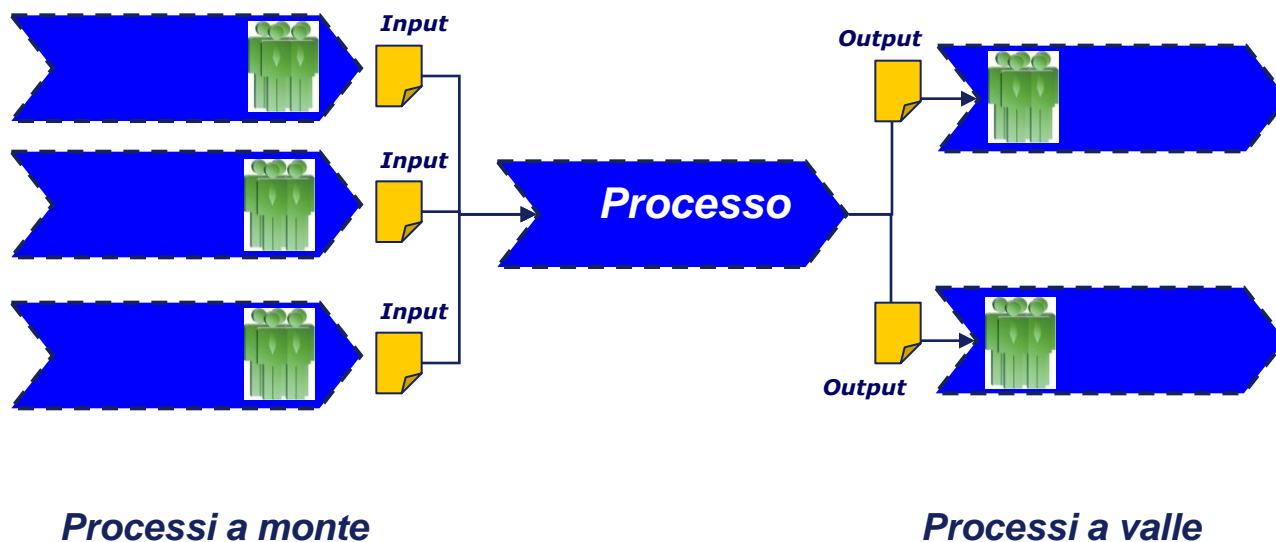 Input
Output
Input
Processo
Input
Output
Processi a monte
Processi a valle